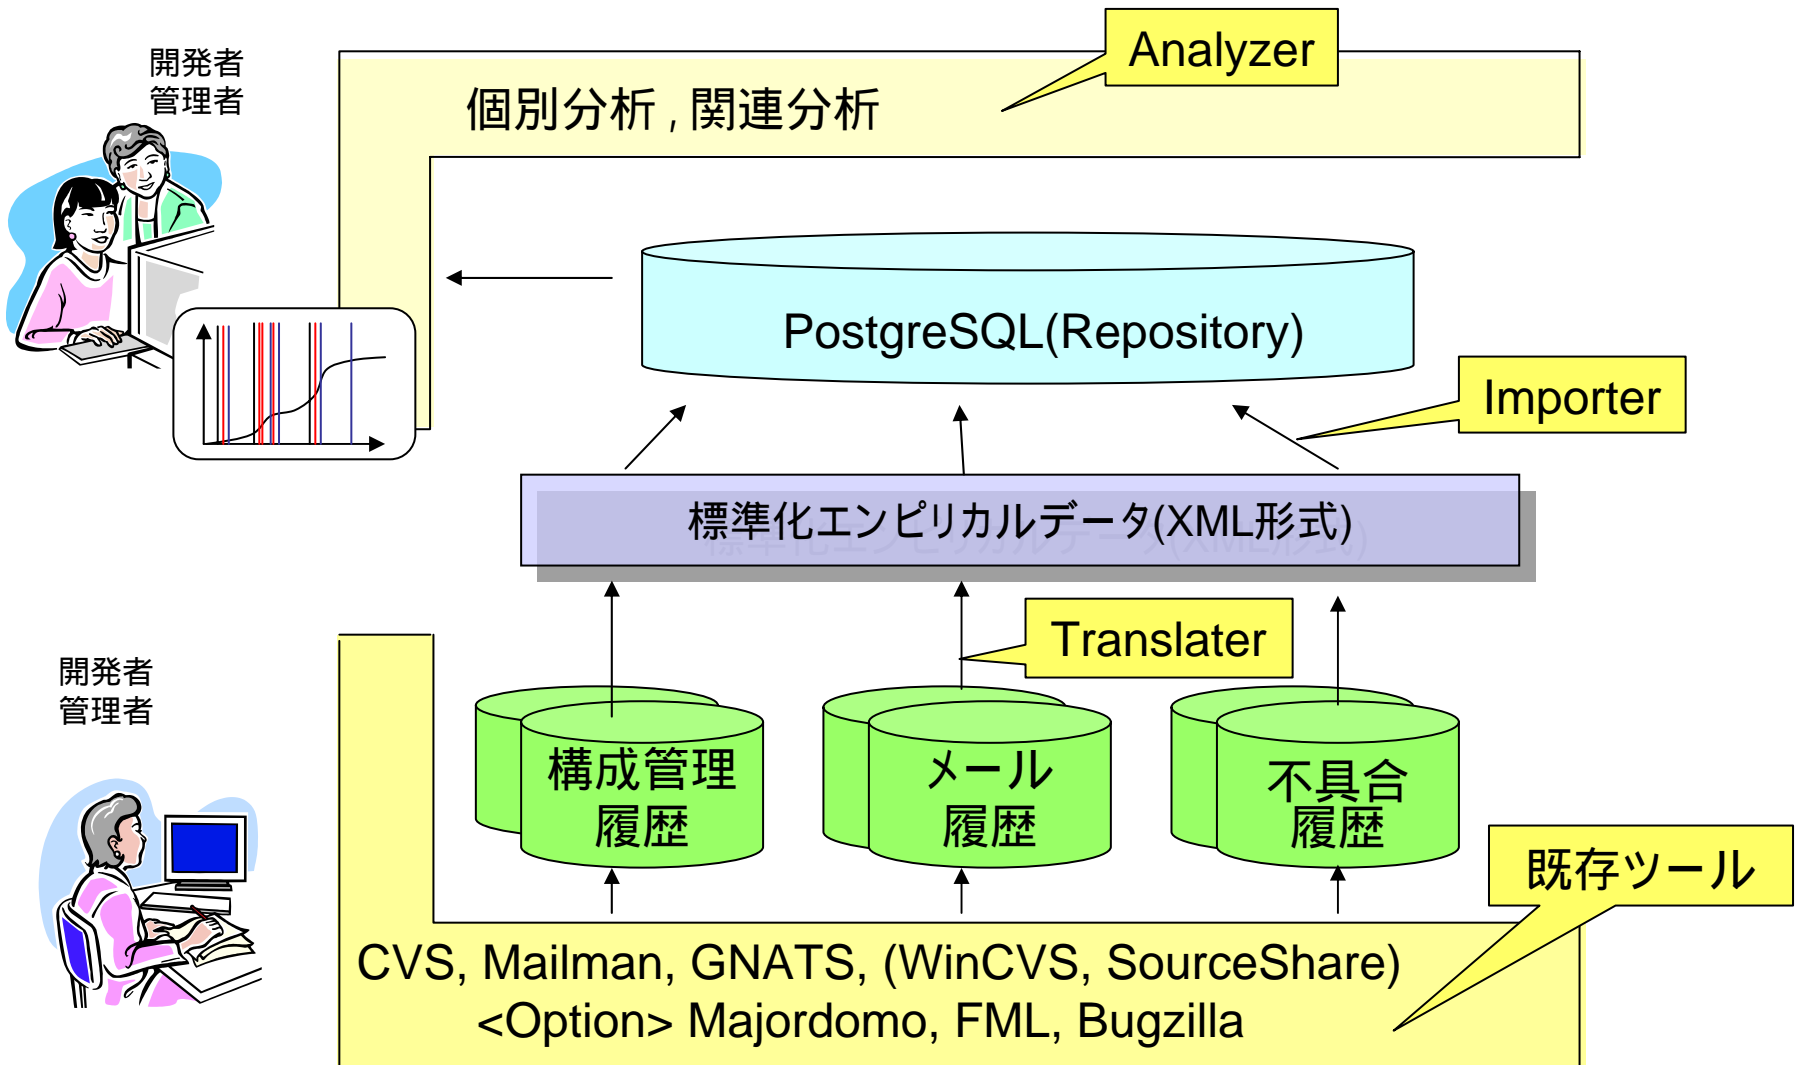 開発者
管理者
Analyzer
個別分析 , 関連分析
PostgreSQL(Repository)
Importer
標準化エンピリカルデータ(XML形式)
Translater
開発者
管理者
構成管理
履歴
メール
履歴
不具合
履歴
既存ツール
CVS, Mailman, GNATS, (WinCVS, SourceShare)
<Option> Majordomo, FML, Bugzilla